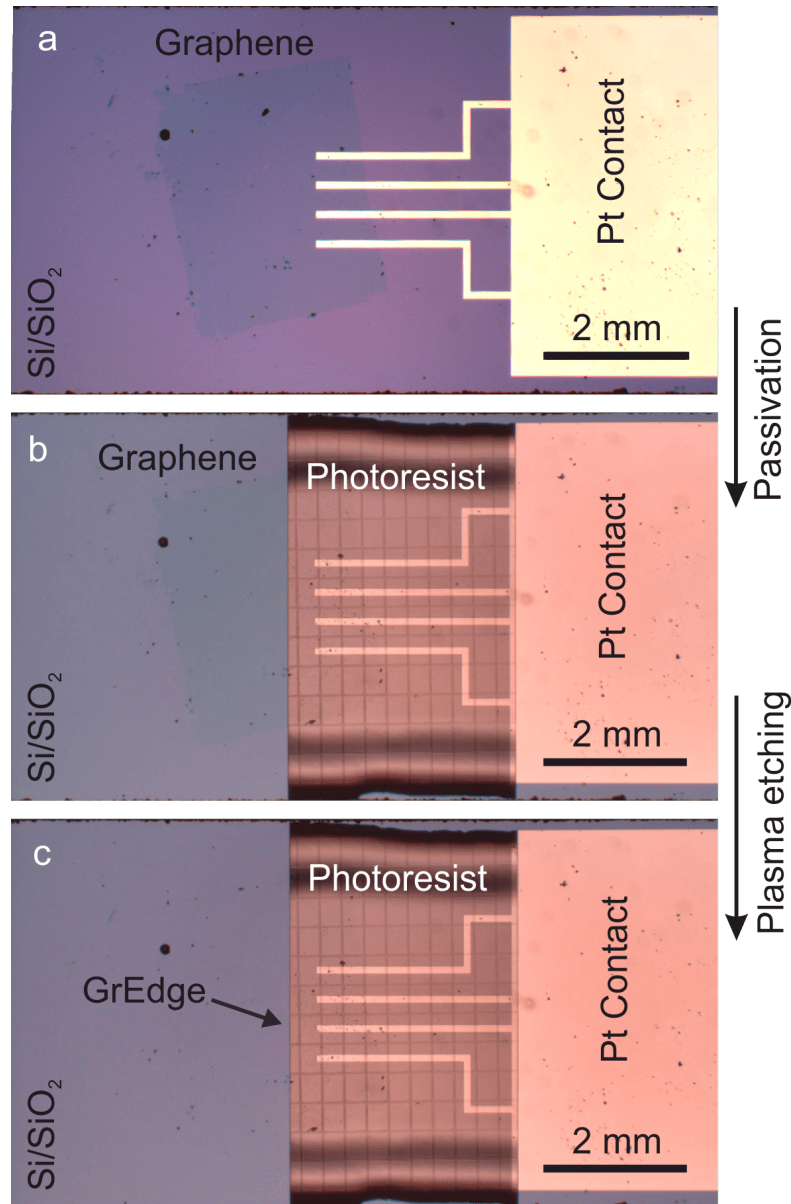 a
Graphene
Pt Contact
Si/SiO₂
2 mm
Passivation
b
Graphene
Photoresist
Pt Contact
Si/SiO₂
2 mm
Plasma etching
c
Photoresist
GrEdge
Pt Contact
Si/SiO₂
2 mm